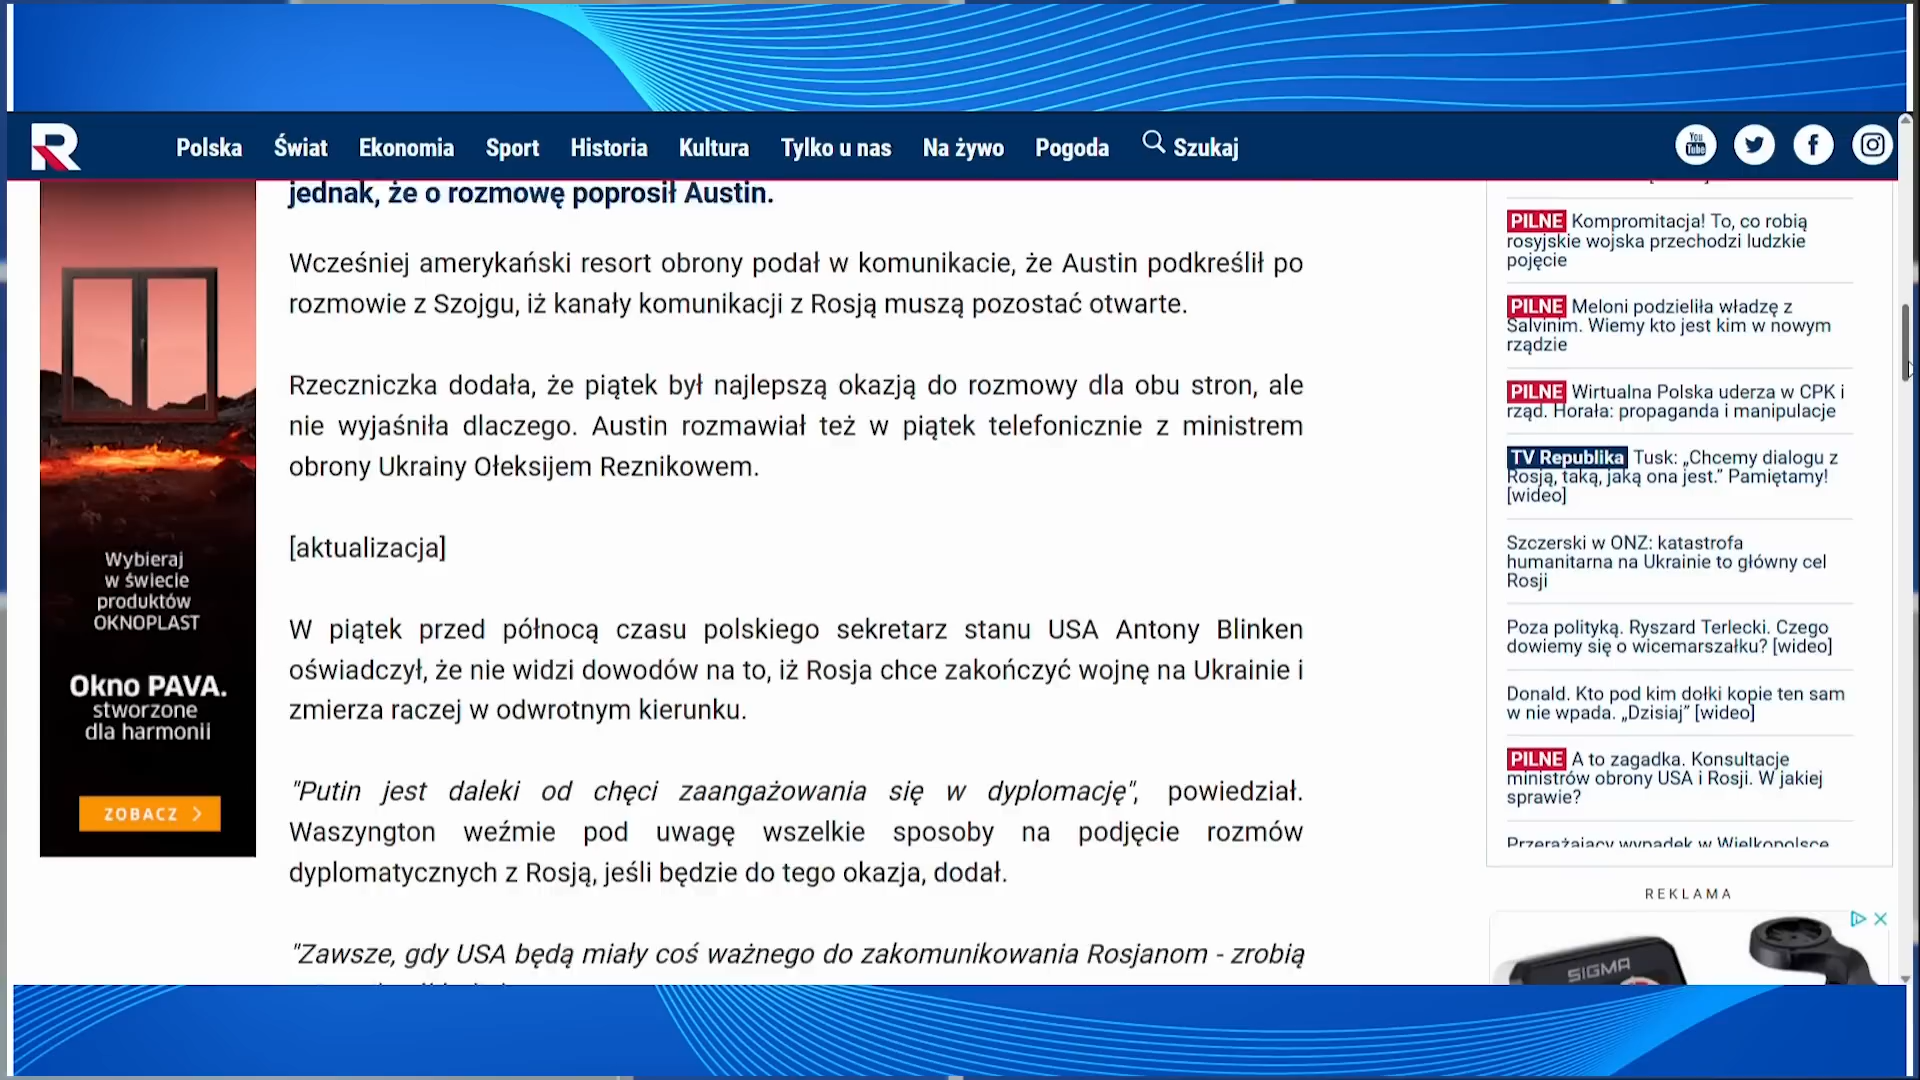 R
Polska Świat Ekonomia Sport Historia Kultura Tylko u nas Na żywo Pogoda Szukaj
You Tube
jednak, że o rozmowę poprosił Austin.
Wcześniej amerykański resort obrony podał w komunikacie, że Austin podkreślił po
rozmowie z Szojgu, iż kanały komunikacji z Rosją muszą pozostać otwarte.
Rzeczniczka dodała, że piątek był najlepszą okazją do rozmowy dla obu stron, ale
nie wyjaśniła dlaczego. Austin rozmawiał też w piątek telefonicznie z ministrem
obrony Ukrainy Ołeksijem Reznikowem.
[aktualizacja]
W piątek przed północą czasu polskiego sekretarz stanu USA Antony Blinken
oświadczył, że nie widzi dowodów na to, iż Rosja chce zakończyć wojnę na Ukrainie i
zmierza raczej w odwrotnym kierunku.
"Putin jest daleki od chęci zaangażowania się w dyplomację", powiedział.
Waszyngton weźmie pod uwagę wszelkie sposoby na podjęcie rozmów
dyplomatycznych z Rosją, jeśli będzie do tego okazja, dodał.
"Zawsze, gdy USA będą miały coś ważnego do zakomunikowania Rosjanom - zrobią
Wybieraj
w świecie
produktów
OKNOPLAST
Okno PAVA.
stworzone
dla harmonii
ZOBACZ >
PILNE Kompromitacja! To, co robią
rosyjskie wojska przechodzi ludzkie
pojęcie
PILNE Meloni podzieliła władzę z
Salvinim. Wiemy kto jest kim w nowym
rządzie
PILNE Wirtualna Polska uderza w CPK i
rząd. Horała: propaganda i manipulacje
TV Republika Tusk: „Chcemy dialogu z
Rosją, taką, jaką ona jest.” Pamiętamy!
[wideo]
Szczerski w ONZ: katastrofa
humanitarna na Ukrainie to główny cel
Rosji
Poza polityką. Ryszard Terlecki. Czego
dowiemy się o wicemarszałku? [wideo]
Donald. Kto pod kim dołki kopie ten sam
w nie wpada. „Dzisiaj” [wideo]
PILNE A to zagadka. Konsultacje
ministrów obrony USA i Rosji. W jakiej
sprawie?
Przerażający wypadek w Wielkopolsce
REKLAMA
SIGMA